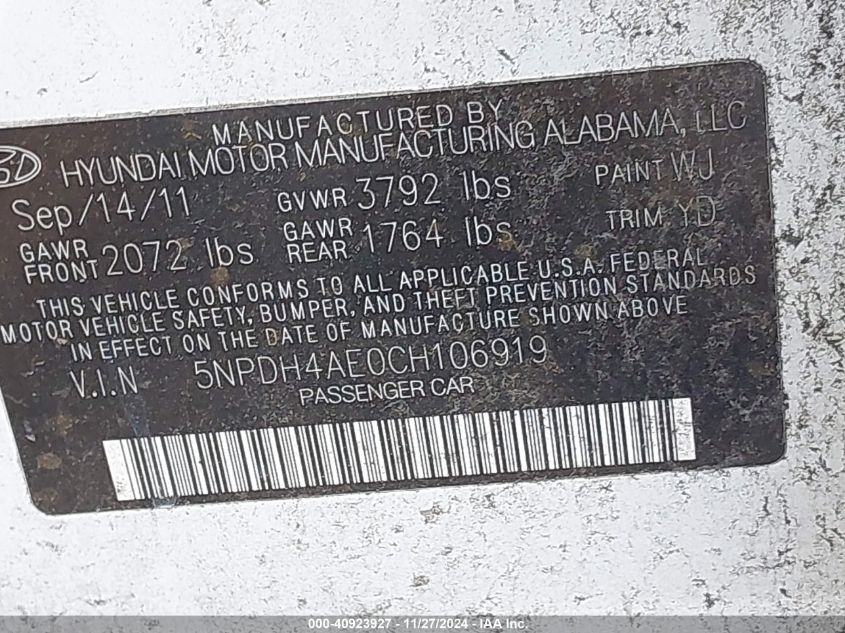 MANUFACTURED BY
HYUNDAI MOTOR MANUFACTURING ALABAMA, LLC
Sep/14/11 GVWR 3792 lbs PAINT WJ
GAWR FRONT 2072 lbs GAWR REAR 1764 lbs TRIM YD
THIS VEHICLE CONFORMS TO ALL APPLICABLE U.S.A. FEDERAL
MOTOR VEHICLE SAFETY, BUMPER, AND THEFT PREVENTION STANDARDS
IN EFFECT ON THE DATE OF MANUFACTURE SHOWN ABOVE
V.I.N 5NPDH4AE0CH106919
PASSENGER CAR
000-40923927 - 11/27/2024 - IAA Inc.